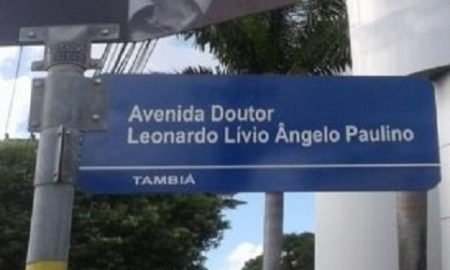 Avenida Doutor
Leonardo Lívio Ângelo Paulino
TAMBIÁ